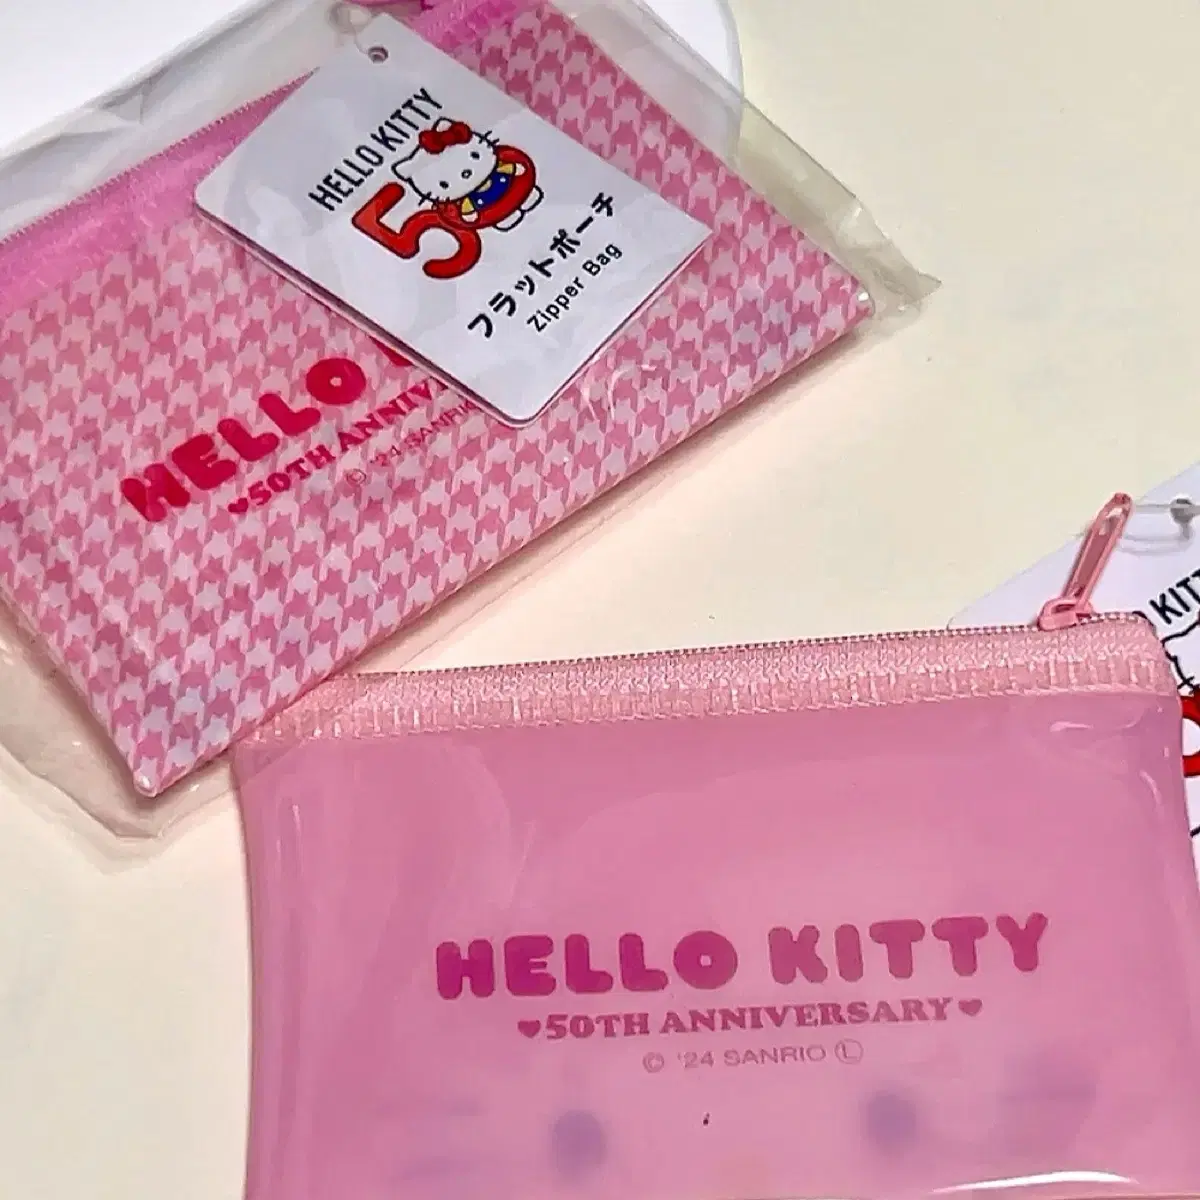 HELLO KITTY
50
フラットポーチ
Zipper Bag
HELLO
♥50TH ANNIV
© '24 SANRIO
KITTY
HELLO KITTY
♥50TH ANNIVERSARY♥
© '24 SANRIO Ⓛ